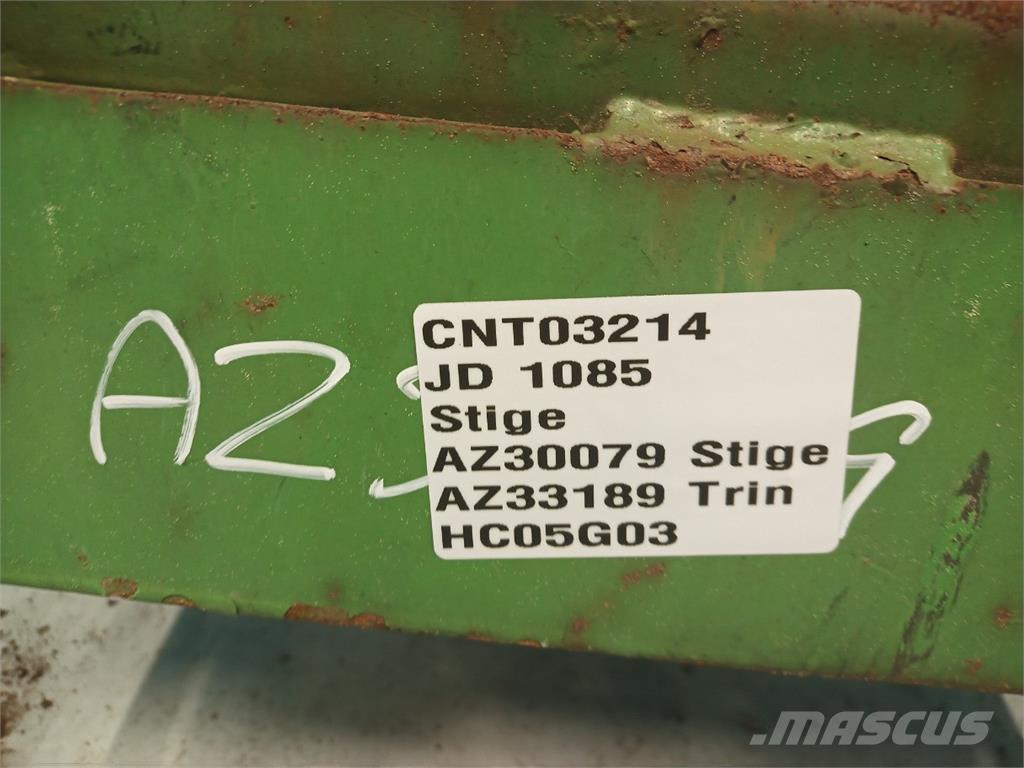 CNT03214
JD 1085
Stige
AZ30079 Stige
AZ33189 Trin
HC05G03
AZ
MASCUS